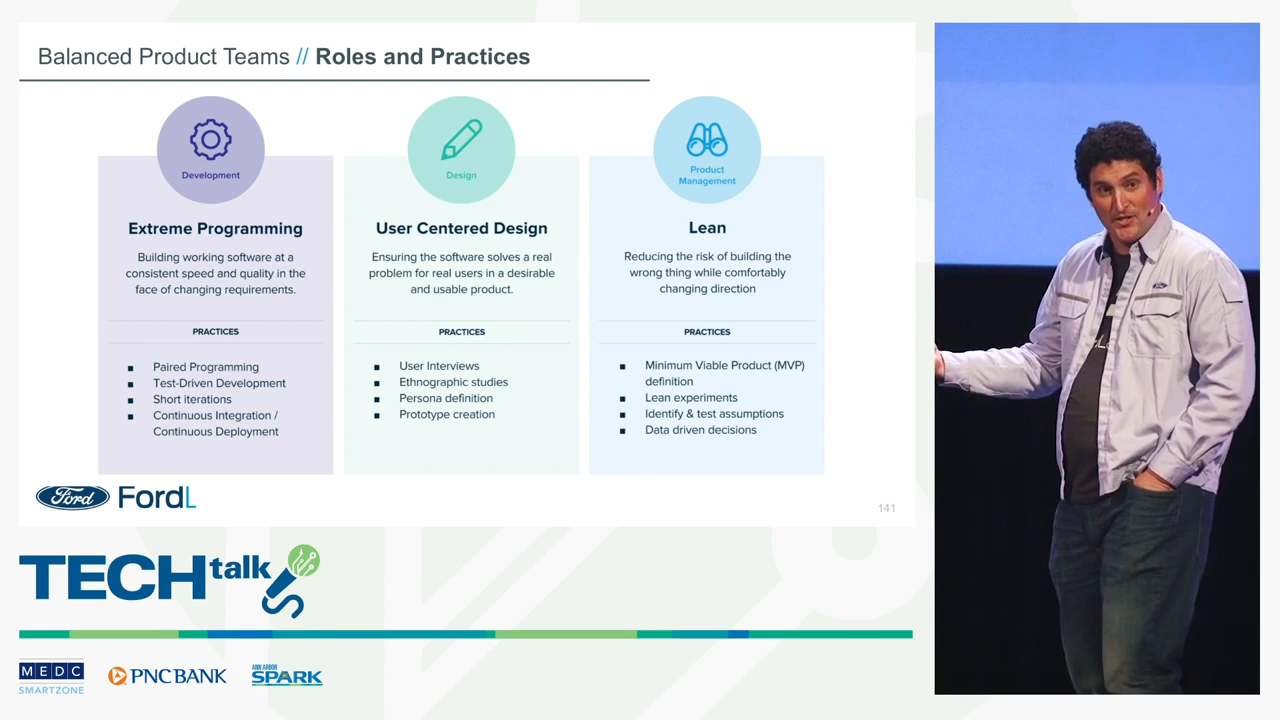 Balanced Product Teams // Roles and Practices
Development
Extreme Programming
Building working software at a
consistent speed and quality in the
face of changing requirements.
PRACTICES
Paired Programming
Test-Driven Development
Short iterations
Continuous Integration /
Continuous Deployment
Design
User Centered Design
Ensuring the software solves a real
problem for real users in a desirable
and usable product.
PRACTICES
User Interviews
Ethnographic studies
Persona definition
Prototype creation
Product
Management
Lean
Reducing the risk of building the
wrong thing while comfortably
changing direction
PRACTICES
Minimum Viable Product (MVP)
definition
Lean experiments
Identify & test assumptions
Data driven decisions
Ford FordL
141
TECH talk
MEDC
SMARTZONE
PNC BANK
ANN ARBOR
SPARK
Ford